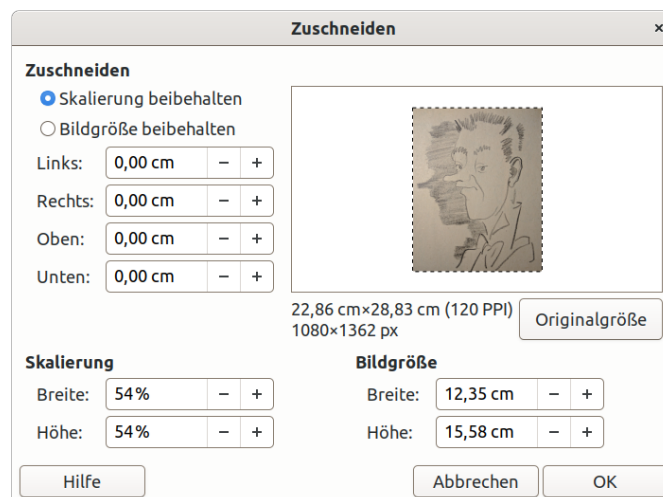 Zuschneiden ×
Zuschneiden
Skalierung beibehalten
Bildgröße beibehalten
Links: 0,00 cm − +
Rechts: 0,00 cm − +
Oben: 0,00 cm − +
Unten: 0,00 cm − +
22,86 cm×28,83 cm (120 PPI)
1080×1362 px
Originalgröße
Skalierung Bildgröße
Breite: 54% − + Breite: 12,35 cm − +
Höhe: 54% − + Höhe: 15,58 cm − +
Hilfe Abbrechen OK